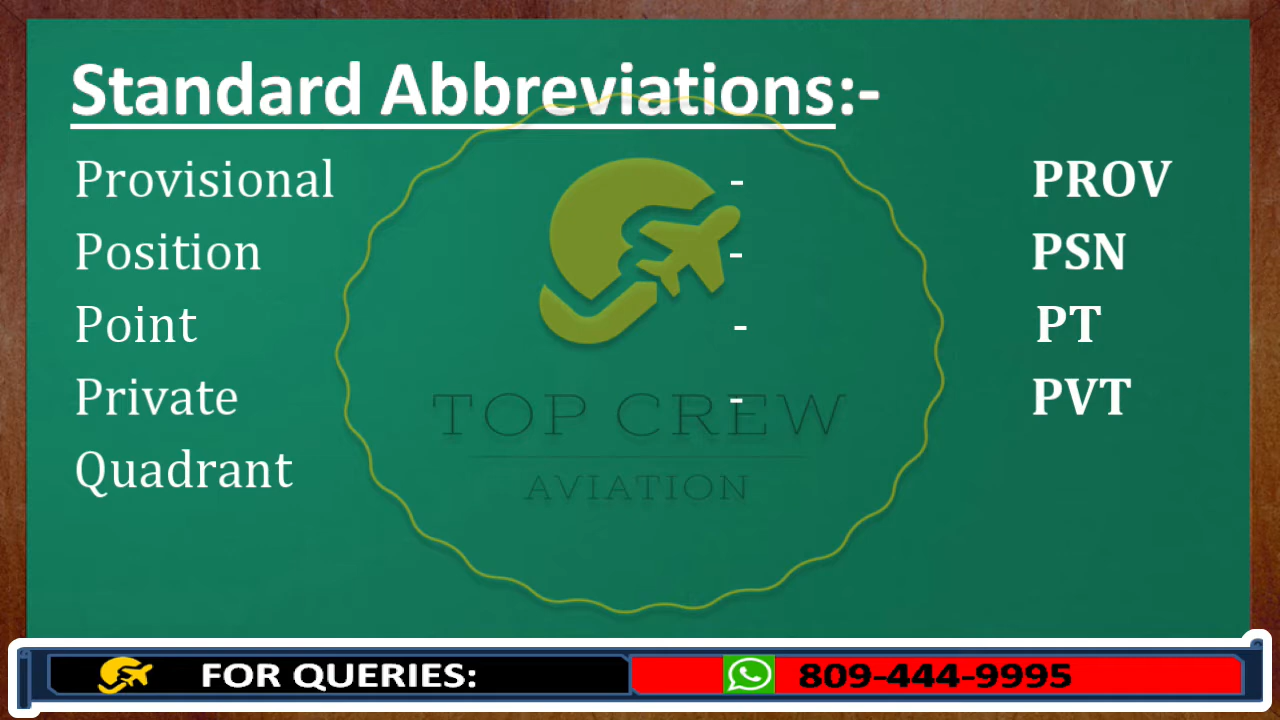 Standard Abbreviations:-
Provisional - PROV
Position - PSN
Point - PT
Private - PVT
Quadrant
TOP CREW
AVIATION
FOR QUERIES: 809-444-9995